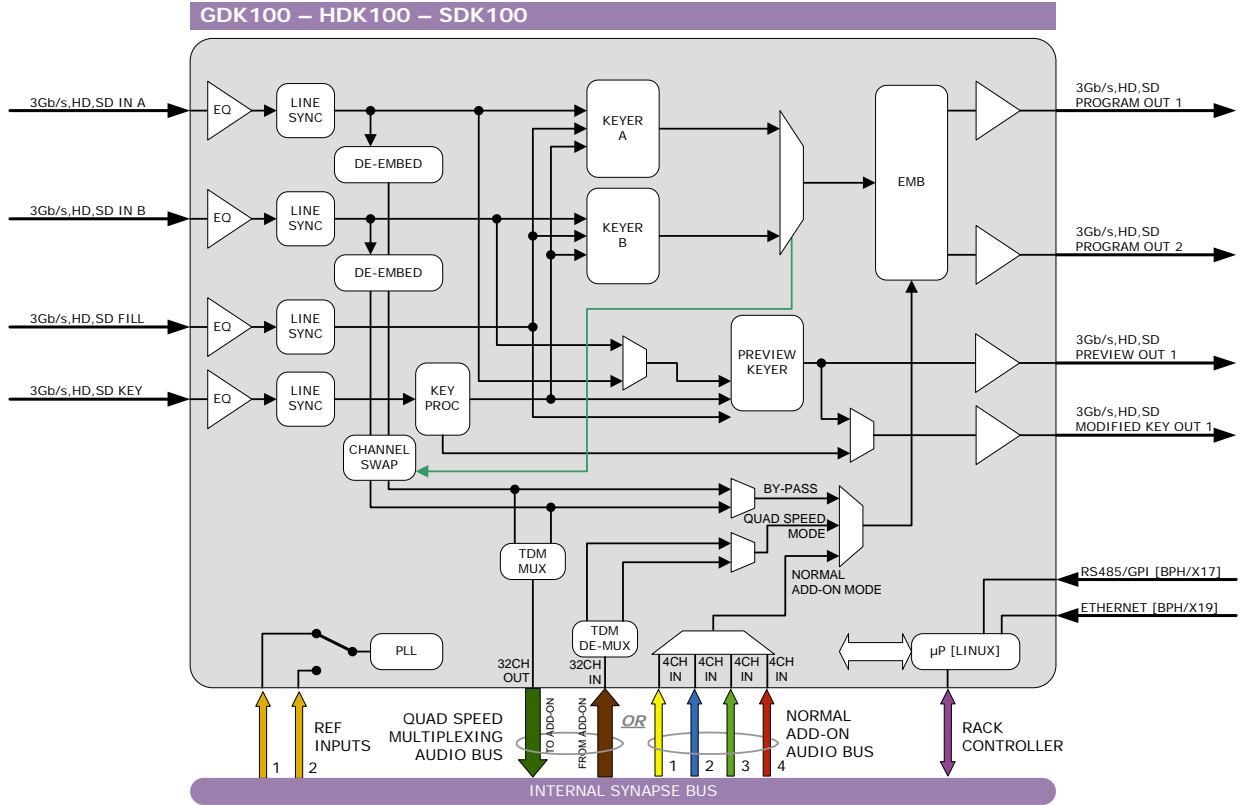 GDK100 – HDK100 – SDK100
3Gb/s,HD,SD IN A
EQ
LINE
SYNC
DE-EMBED
KEYER
A
EMB
3Gb/s,HD,SD
PROGRAM OUT 1
3Gb/s,HD,SD IN B
EQ
LINE
SYNC
DE-EMBED
KEYER
B
3Gb/s,HD,SD
PROGRAM OUT 2
3Gb/s,HD,SD FILL
EQ
LINE
SYNC
PREVIEW
KEYER
3Gb/s,HD,SD
PREVIEW OUT 1
3Gb/s,HD,SD KEY
EQ
LINE
SYNC
KEY
PROC
3Gb/s,HD,SD
MODIFIED KEY OUT 1
CHANNEL
SWAP
BY-PASS
QUAD SPEED
MODE
TDM
MUX
NORMAL
ADD-ON MODE
RS485/GPI [BPH/X17]
ETHERNET [BPH/X19]
PLL
TDM
DE-MUX
µP [LINUX]
32CH
OUT
32CH
IN
4CH
IN
4CH
IN
4CH
IN
4CH
IN
REF
INPUTS
1
2
QUAD SPEED
MULTIPLEXING
AUDIO BUS
TO ADD-ON
FROM ADD-ON
OR
1
2
3
4
NORMAL
ADD-ON
AUDIO BUS
RACK
CONTROLLER
INTERNAL SYNAPSE BUS